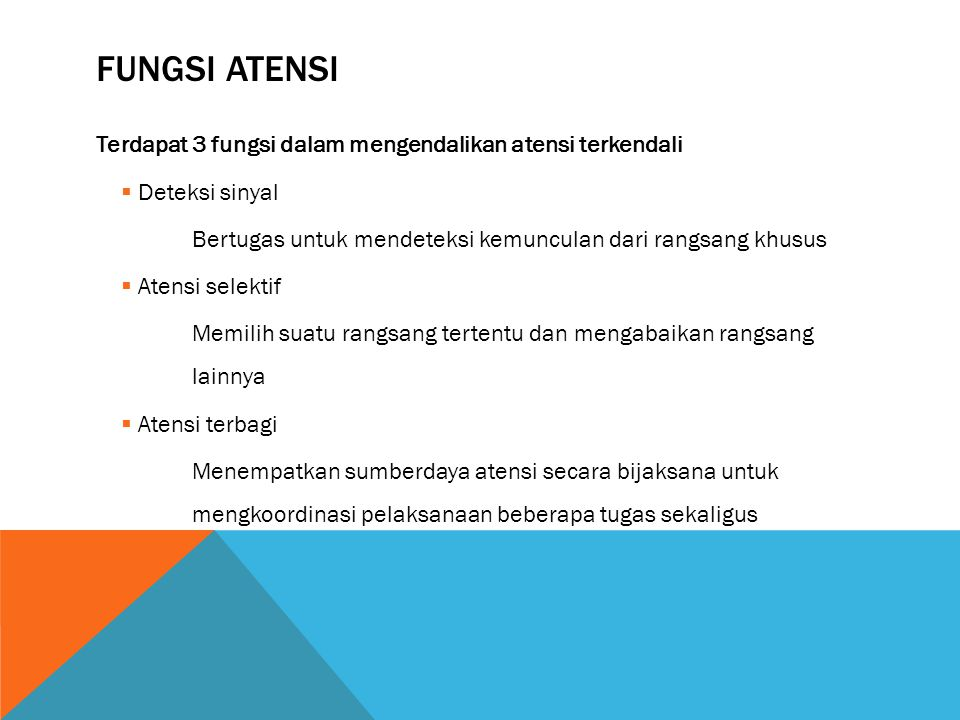 FUNGSI ATENSI
Terdapat 3 fungsi dalam mengendalikan atensi terkendali
▪ Deteksi sinyal
Bertugas untuk mendeteksi kemunculan dari rangsang khusus
▪ Atensi selektif
Memilih suatu rangsang tertentu dan mengabaikan rangsang
lainnya
▪ Atensi terbagi
Menempatkan sumberdaya atensi secara bijaksana untuk
mengkoordinasi pelaksanaan beberapa tugas sekaligus